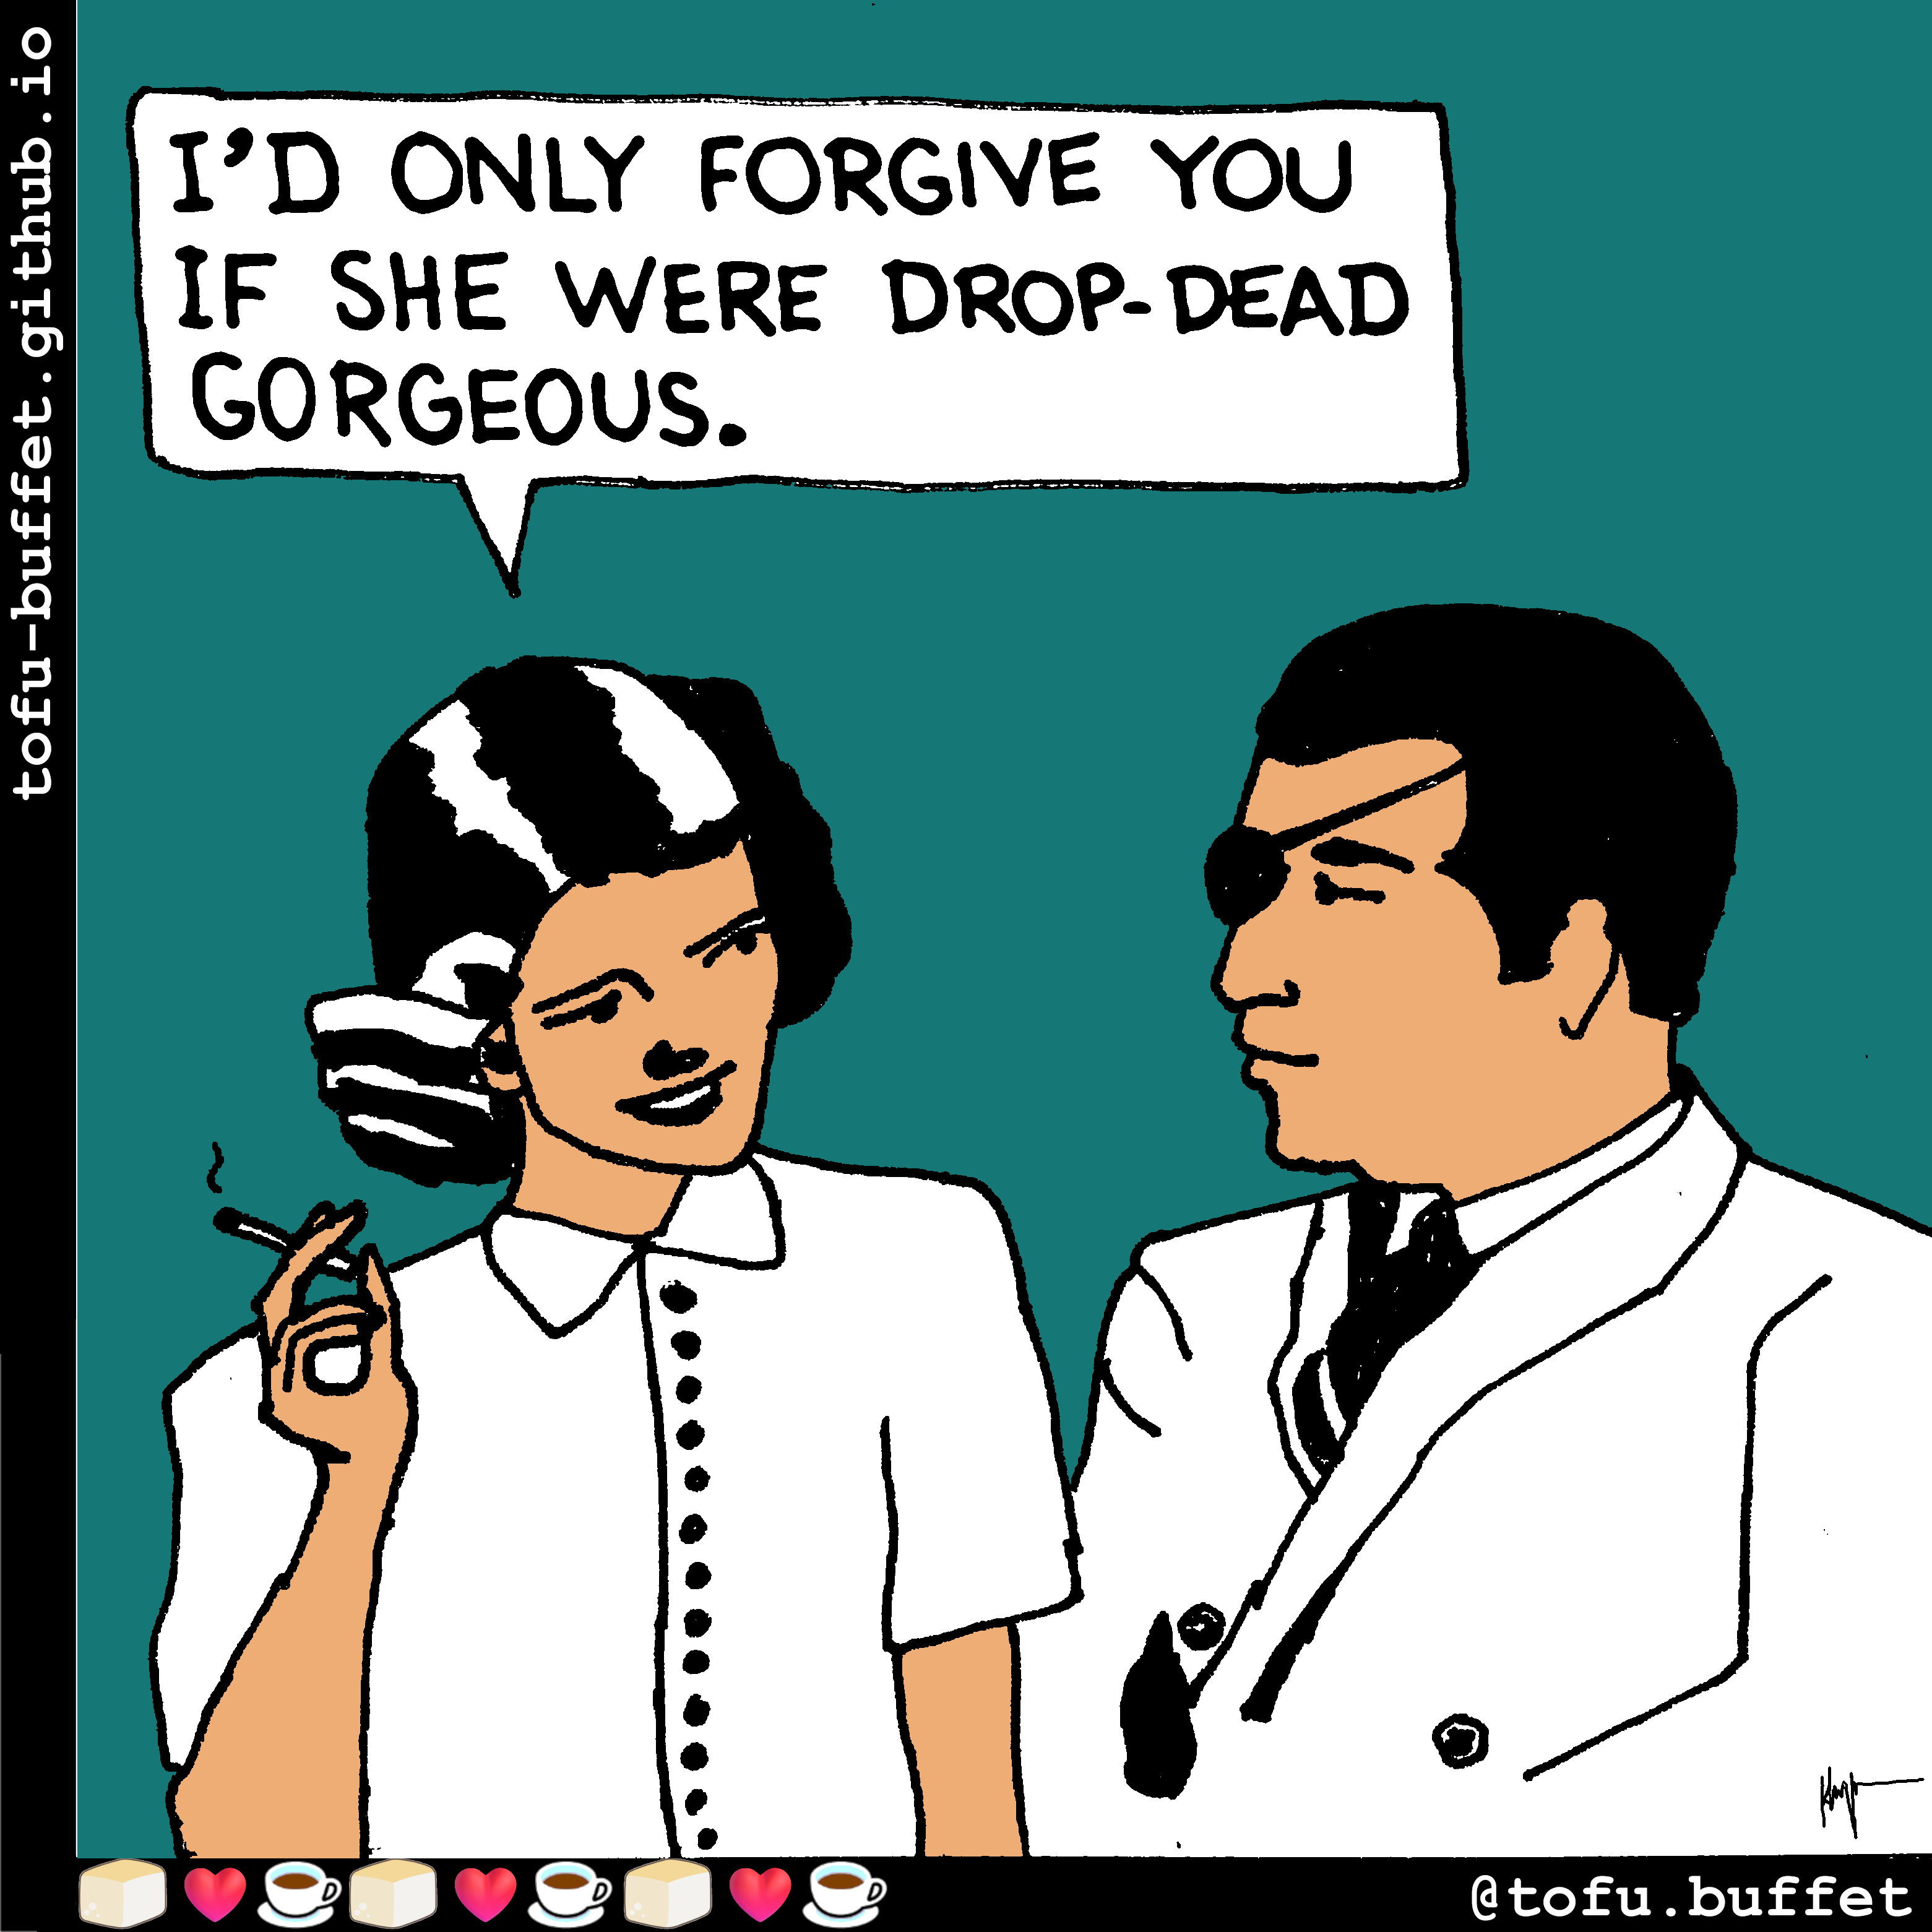 tofu-buffet.github.io
I'D ONLY FORGIVE YOU
IF SHE WERE DROP-DEAD
GORGEOUS.
@tofu.buffet